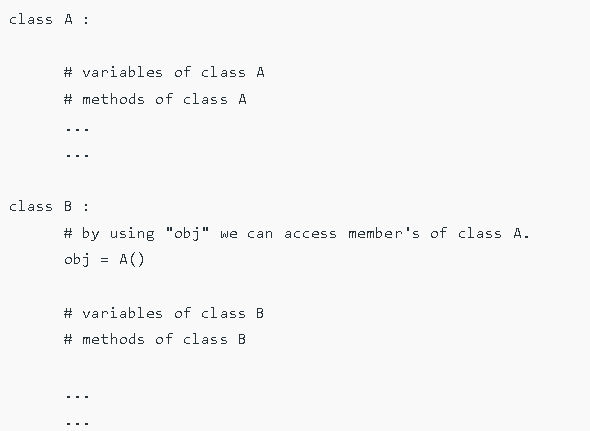 class A :
# variables of class A
# methods of class A
...
...
class B :
# by using "obj" we can access member's of class A.
obj = A()
# variables of class B
# methods of class B
...
...